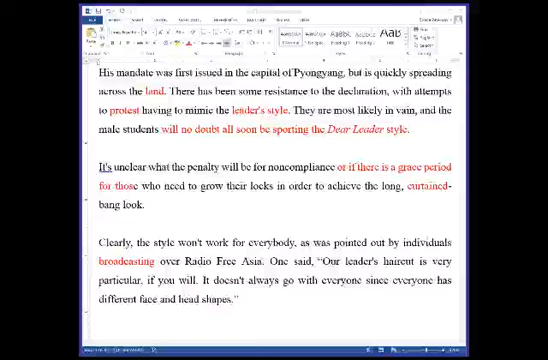 His mandate was first issued in the capital of Pyongyang, but is quickly spreading
across the land. There has been some resistance to the declaration, with attempts
to protest having to mimic the leader's style. They are most likely in vain, and the
male students will no doubt all soon be sporting the Dear Leader style.
It's unclear what the penalty will be for noncompliance or if there is a grace period
for those who need to grow their locks in order to achieve the long, curtained-
bang look.
Clearly, the style won't work for everybody, as was pointed out by individuals
broadcasting over Radio Free Asia. One said, “Our leader's haircut is very
particular, if you will. It doesn't always go with everyone since everyone has
different face and head shapes.”